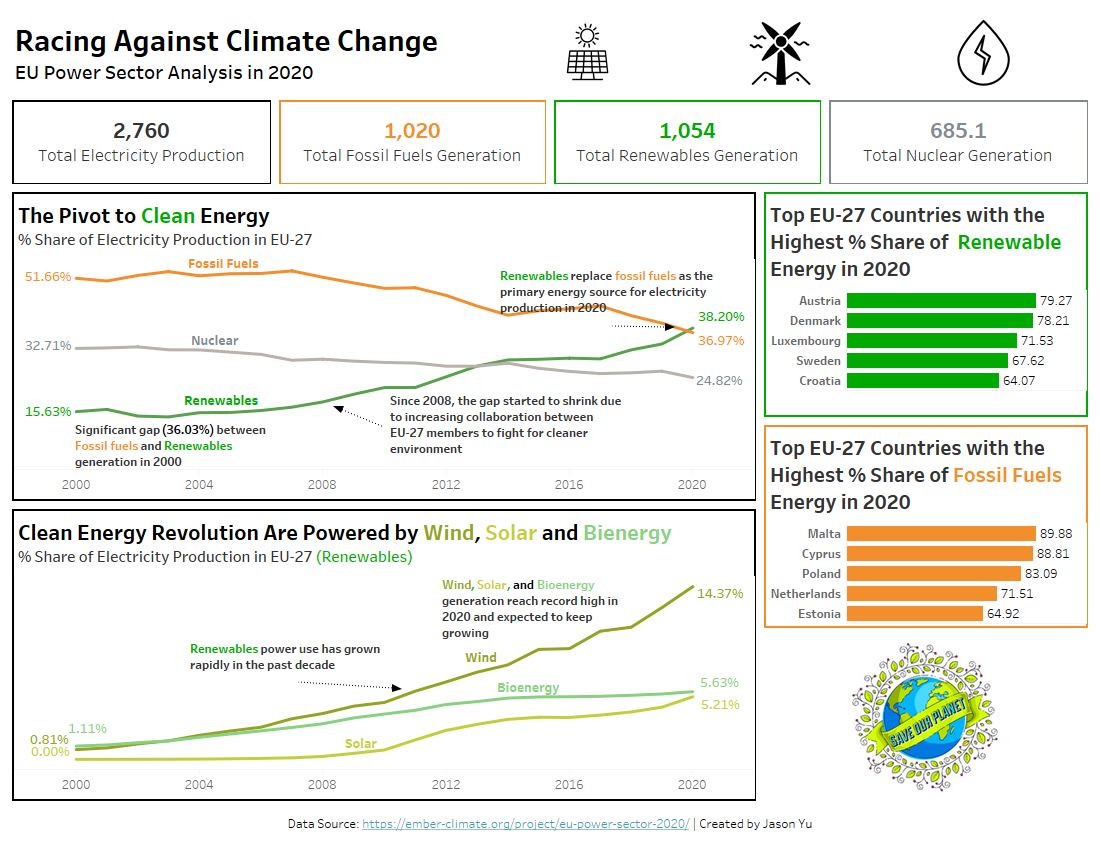 Racing Against Climate Change
EU Power Sector Analysis in 2020
2,760
Total Electricity Production
1,020
Total Fossil Fuels Generation
1,054
Total Renewables Generation
685.1
Total Nuclear Generation
The Pivot to Clean Energy
% Share of Electricity Production in EU-27
51.66%
Fossil Fuels
Renewables replace fossil fuels as the
primary energy source for electricity
production in 2020
38.20%
36.97%
32.71%
Nuclear
24.82%
15.63%
Renewables
Since 2008, the gap started to shrink due
to increasing collaboration between
EU-27 members to fight for cleaner
environment
Significant gap (36.03%) between
Fossil fuels and Renewables
generation in 2000
2000 2004 2008 2012 2016 2020
Top EU-27 Countries with the
Highest % Share of Renewable
Energy in 2020
Austria 79.27
Denmark 78.21
Luxembourg 71.53
Sweden 67.62
Croatia 64.07
Top EU-27 Countries with the
Highest % Share of Fossil Fuels
Energy in 2020
Malta 89.88
Cyprus 88.81
Poland 83.09
Netherlands 71.51
Estonia 64.92
Clean Energy Revolution Are Powered by Wind, Solar and Bienergy
% Share of Electricity Production in EU-27 (Renewables)
Wind, Solar, and Bioenergy
generation reach record high in
2020 and expected to keep
growing
14.37%
Renewables power use has grown
rapidly in the past decade
Wind
Bioenergy
5.63%
5.21%
1.11%
0.81%
0.00%
Solar
2000 2004 2008 2012 2016 2020
SAVE OUR PLANET
Data Source: https://ember-climate.org/project/eu-power-sector-2020/ | Created by Jason Yu